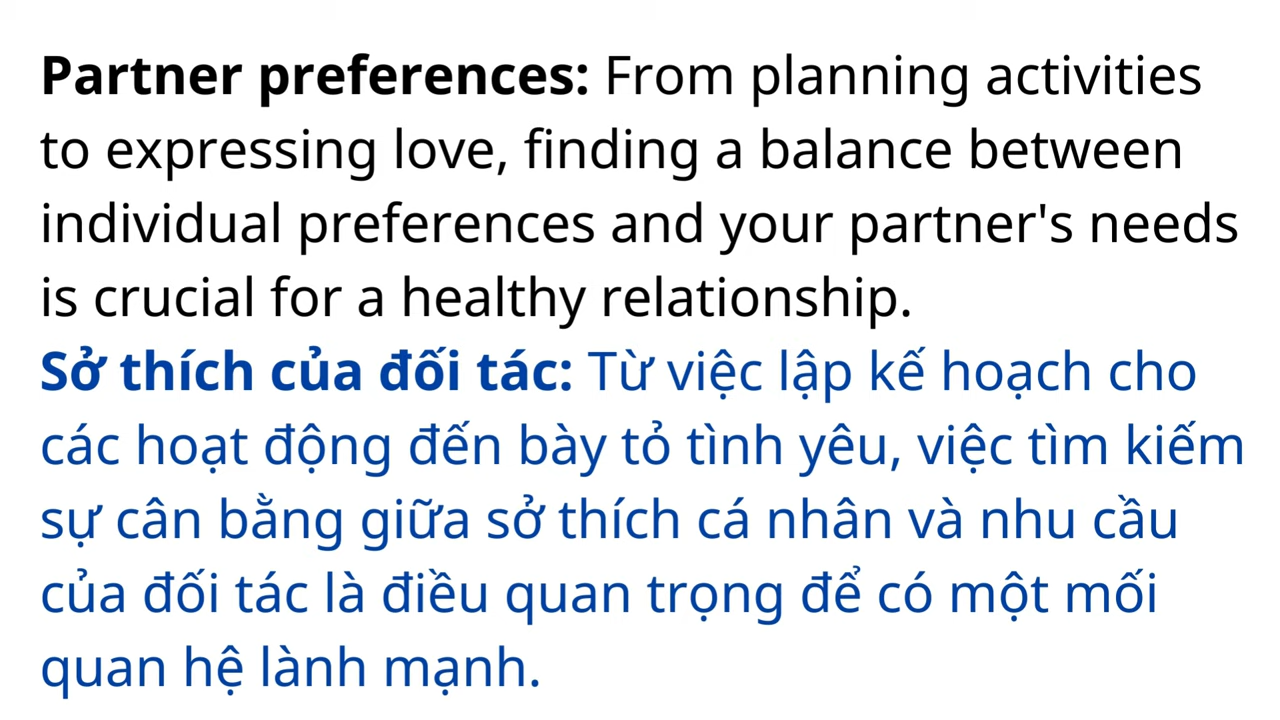 Partner preferences: From planning activities
to expressing love, finding a balance between
individual preferences and your partner's needs
is crucial for a healthy relationship.
Sở thích của đối tác: Từ việc lập kế hoạch cho
các hoạt động đến bày tỏ tình yêu, việc tìm kiếm
sự cân bằng giữa sở thích cá nhân và nhu cầu
của đối tác là điều quan trọng để có một mối
quan hệ lành mạnh.